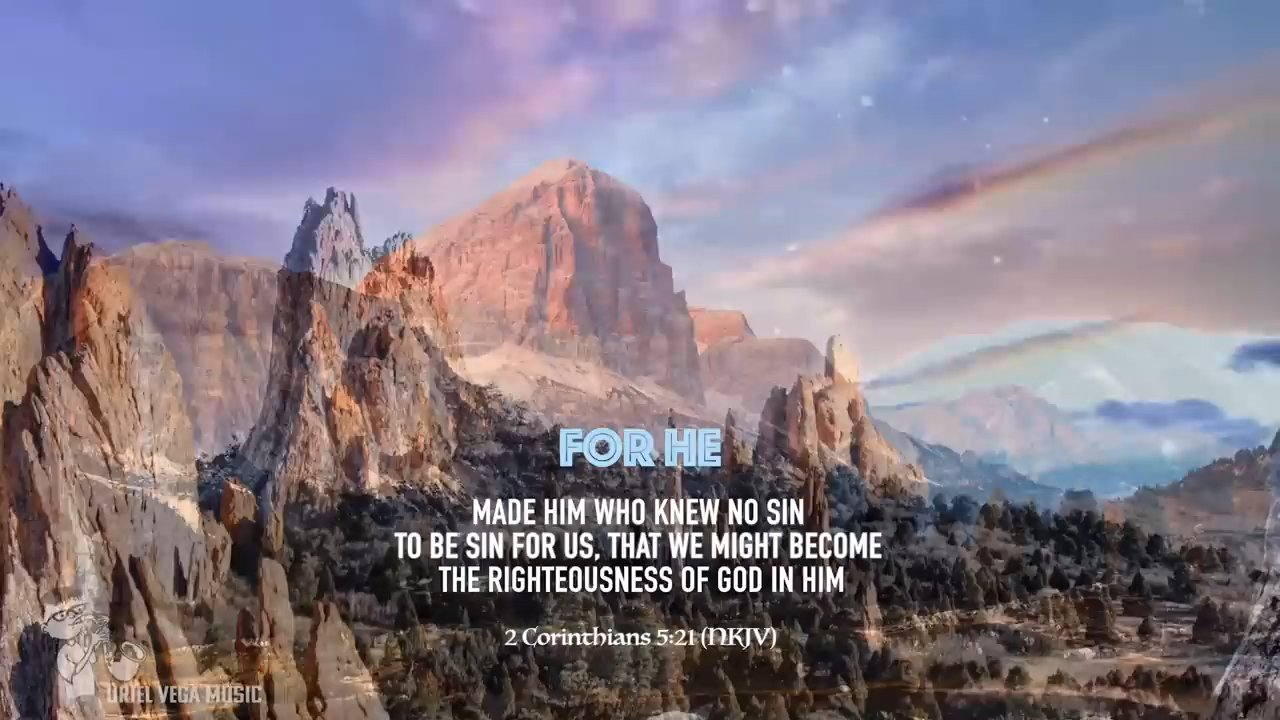 FOR HE
MADE HIM WHO KNEW NO SIN
TO BE SIN FOR US, THAT WE MIGHT BECOME
THE RIGHTEOUSNESS OF GOD IN HIM
2 Corinthians 5:21 (NKJV)
URIEL VEGA MUSIC